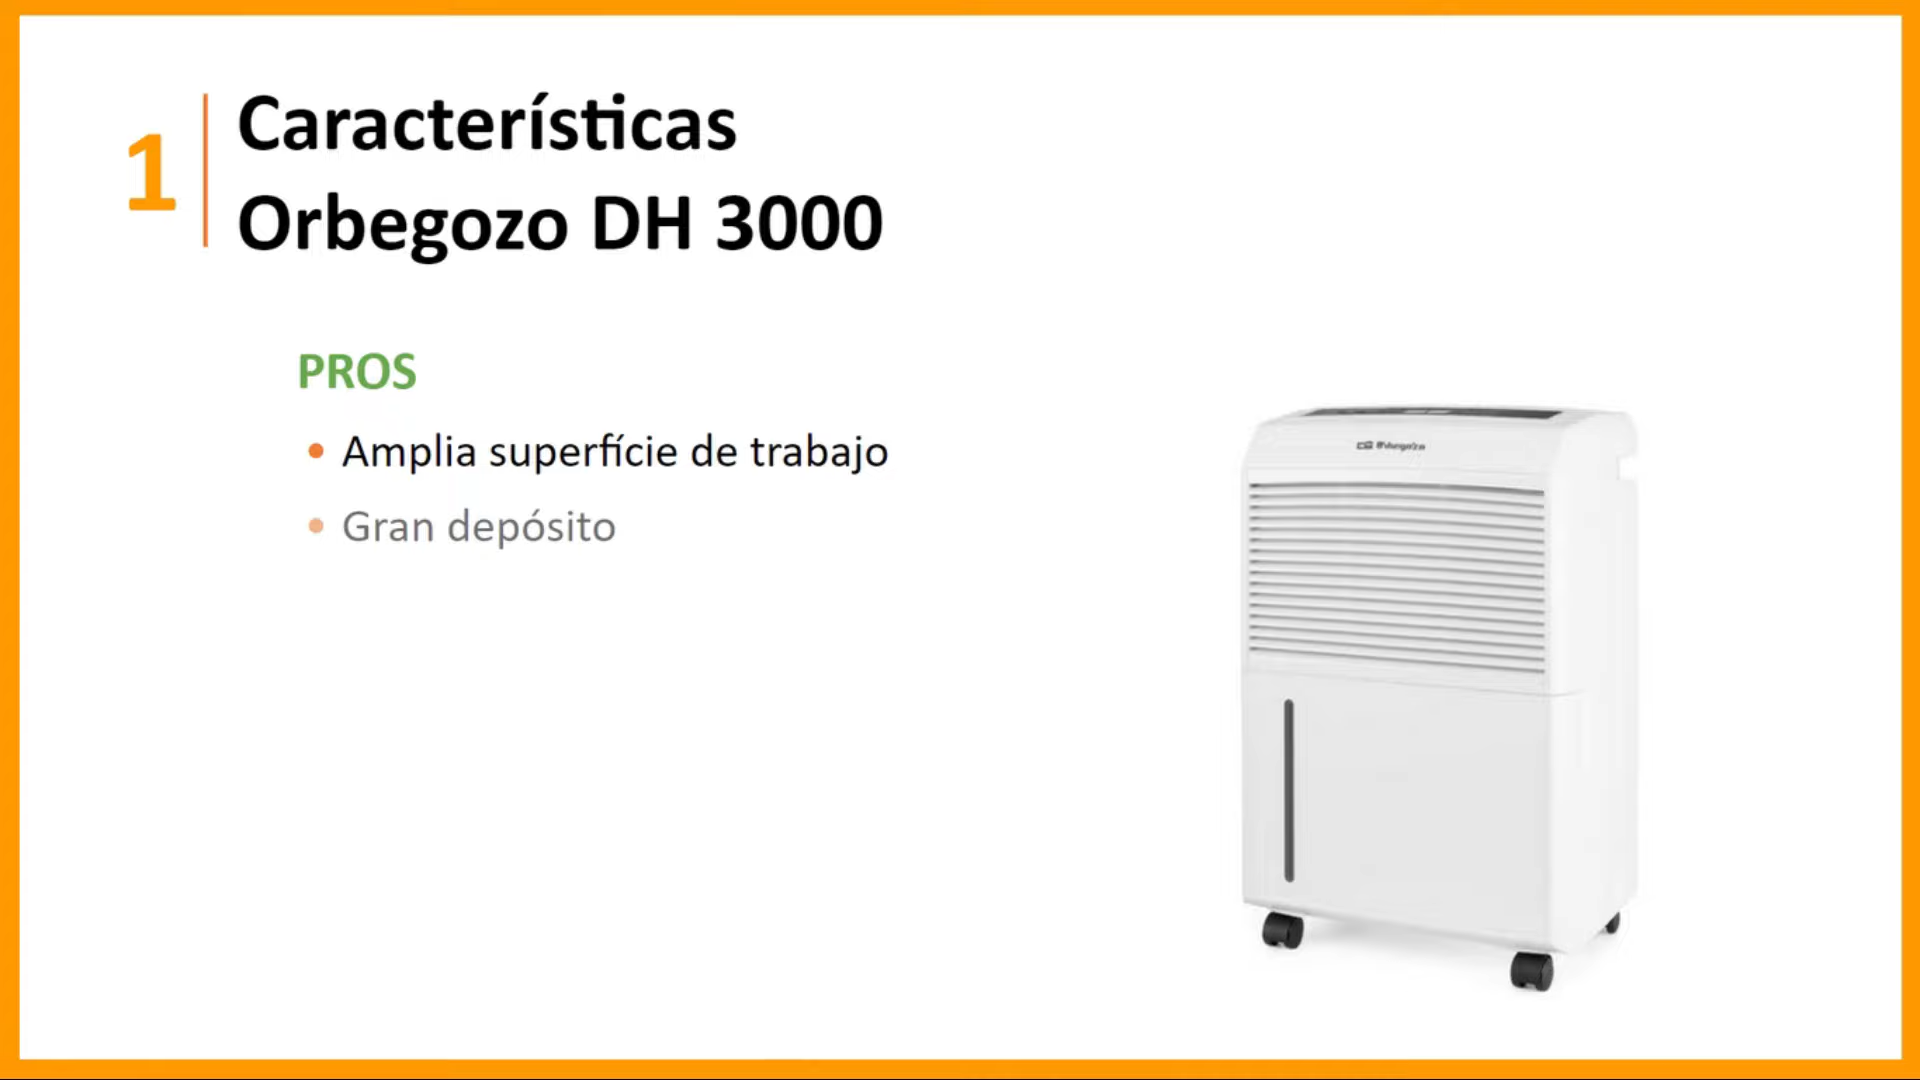 1
Características
Orbegozo DH 3000
PROS
• Amplia superfície de trabajo
• Gran depósito